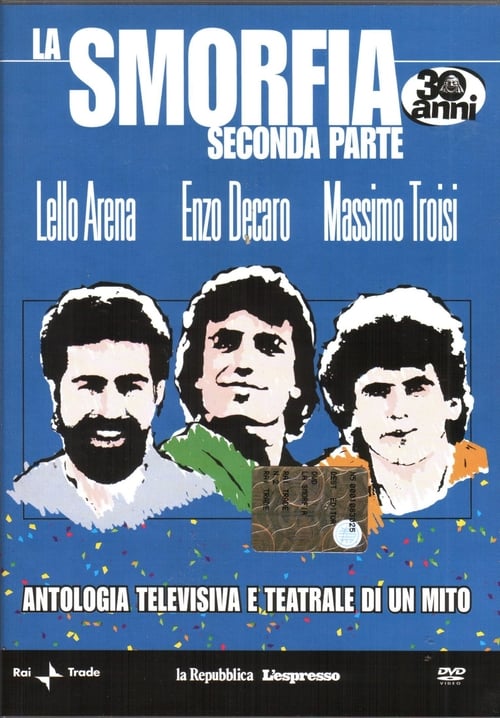 LA
SMORFIA
30
anni
SECONDA PARTE
Lello Arena
Enzo Decaro
Massimo Troisi
ANTOLOGIA TELEVISIVA E TEATRALE DI UN MITO
Rai Trade
la Repubblica
L'espresso
DVD
VIDEO